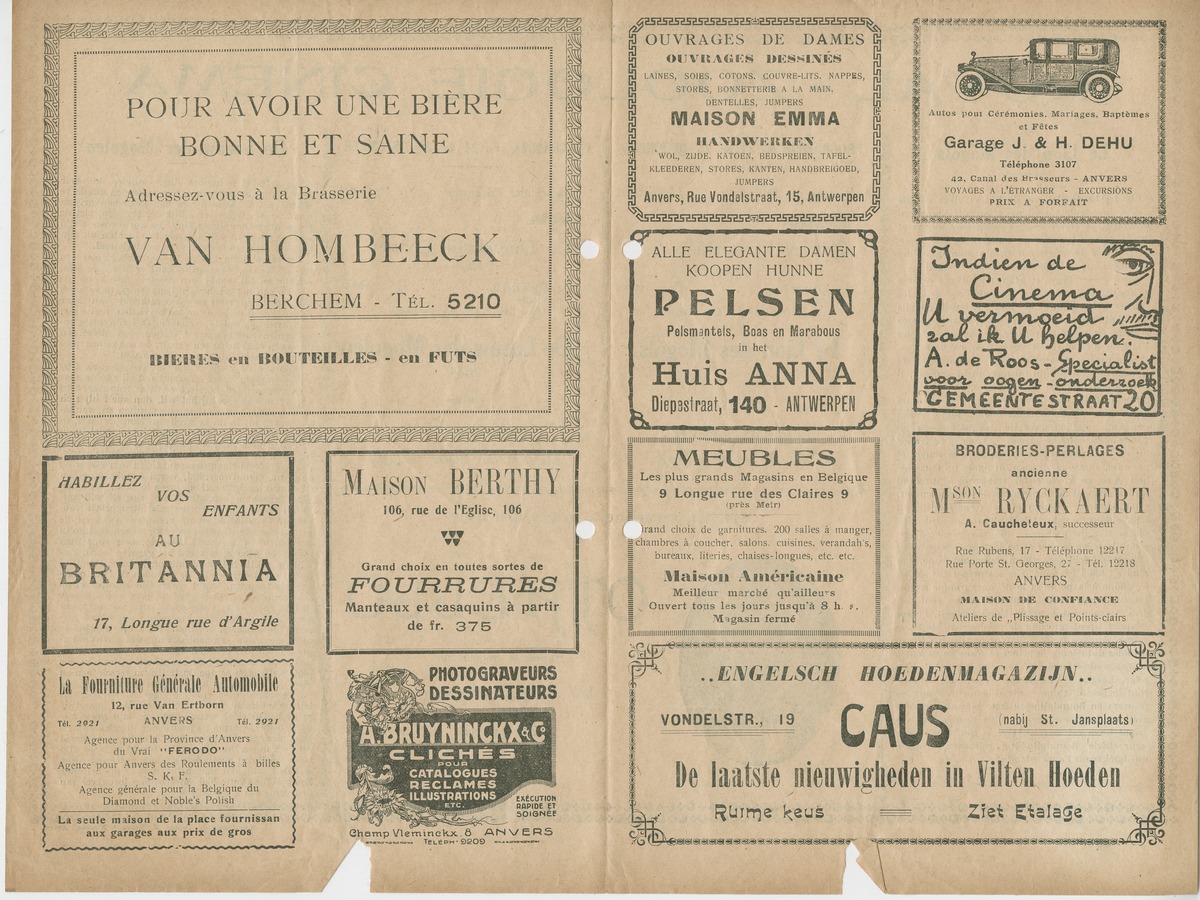 POUR AVOIR UNE BIÈRE
BONNE ET SAINE
Adressez-vous à la Brasserie
VAN HOMBEECK
BERCHEM - TÉL. 5210
BIERES en BOUTEILLES - en FUTS
HABILLEZ
VOS
ENFANTS
AU
BRITANNIA
17, Longue rue d'Argile
MAISON BERTHY
106, rue de l'Eglise, 106
Grand choix en toutes sortes de
FOURRURES
Manteaux et casaquins à partir
de fr. 375
La Fourniture Générale Automobile
12, rue Van Ertborn
Tél. 2921 ANVERS Tél. 2921
Agence pour la Province d'Anvers
du Vrai "FERODO"
Agence pour Anvers des Roulements à billes
S. K. F.
Agence générale pour la Belgique du
Diamond et Noble's Polish
La seule maison de la place fournissan
aux garages aux prix de gros
PHOTOGRAVEURS
DESSINATEURS
A. BRUYNINCKX & Cº
CLICHÉS
POUR
CATALOGUES
RECLAMES
ILLUSTRATIONS
ETC.
EXÉCUTION
RAPIDE ET
SOIGNÉE
Champ Vleminckx. 8 ANVERS
TELEPH · 9209
OUVRAGES DE DAMES
OUVRAGES DESSINÉS
LAINES, SOIES, COTONS, COUVRE-LITS, NAPPES,
STORES, BONNETTERIE A LA MAIN,
DENTELLES, JUMPERS
MAISON EMMA
HANDWERKEN
WOL, ZIJDE, KATOEN, BEDSPREIEN, TAFEL-
KLEEDEREN, STORES, KANTEN, HANDBREIGOED,
JUMPERS
Anvers, Rue Vondelstraat, 15, Antwerpen
ALLE ELEGANTE DAMEN
KOOPEN HUNNE
PELSEN
Pelsmantels, Boas en Marabous
in het
Huis ANNA
Diepestraat, 140 - ANTWERPEN
MEUBLES
Les plus grands Magasins en Belgique
9 Longue rue des Claires 9
(près Meir)
Grand choix de garnitures. 200 salles à manger,
chambres à coucher, salons, cuisines, verandah's,
bureaux, literies, chaises-longues, etc. etc.
Maison Américaine
Meilleur marché qu'ailleurs
Ouvert tous les jours jusqu'à 8 h. s.
Magasin fermé
Autos pour Cérémonies, Mariages, Baptèmes
et Fêtes
Garage J. & H. DEHU
Téléphone 3107
42, Canal des Brasseurs - ANVERS
VOYAGES A L'ÉTRANGER - EXCURSIONS
PRIX A FORFAIT
Indien de
Cinema
U vermoeid
zal ik U helpen.
A. de Roos - Specialist
voor oogen - onderzoek
GEMEENTESTRAAT 20
BRODERIES-PERLAGES
ancienne
MSON RYCKAERT
A. Caucheteux, successeur
Rue Rubens, 17 - Téléphone 12217
Rue Porte St. Georges, 27 - Tél. 12218
ANVERS
MAISON DE CONFIANCE
Ateliers de „Plissage et Points-clairs
..ENGELSCH HOEDENMAGAZIJN..
VONDELSTR., 19 CAUS (nabij St. Jansplaats)
De laatste nieuwigheden in Vilten Hoeden
Ruime keus Ziet Etalage